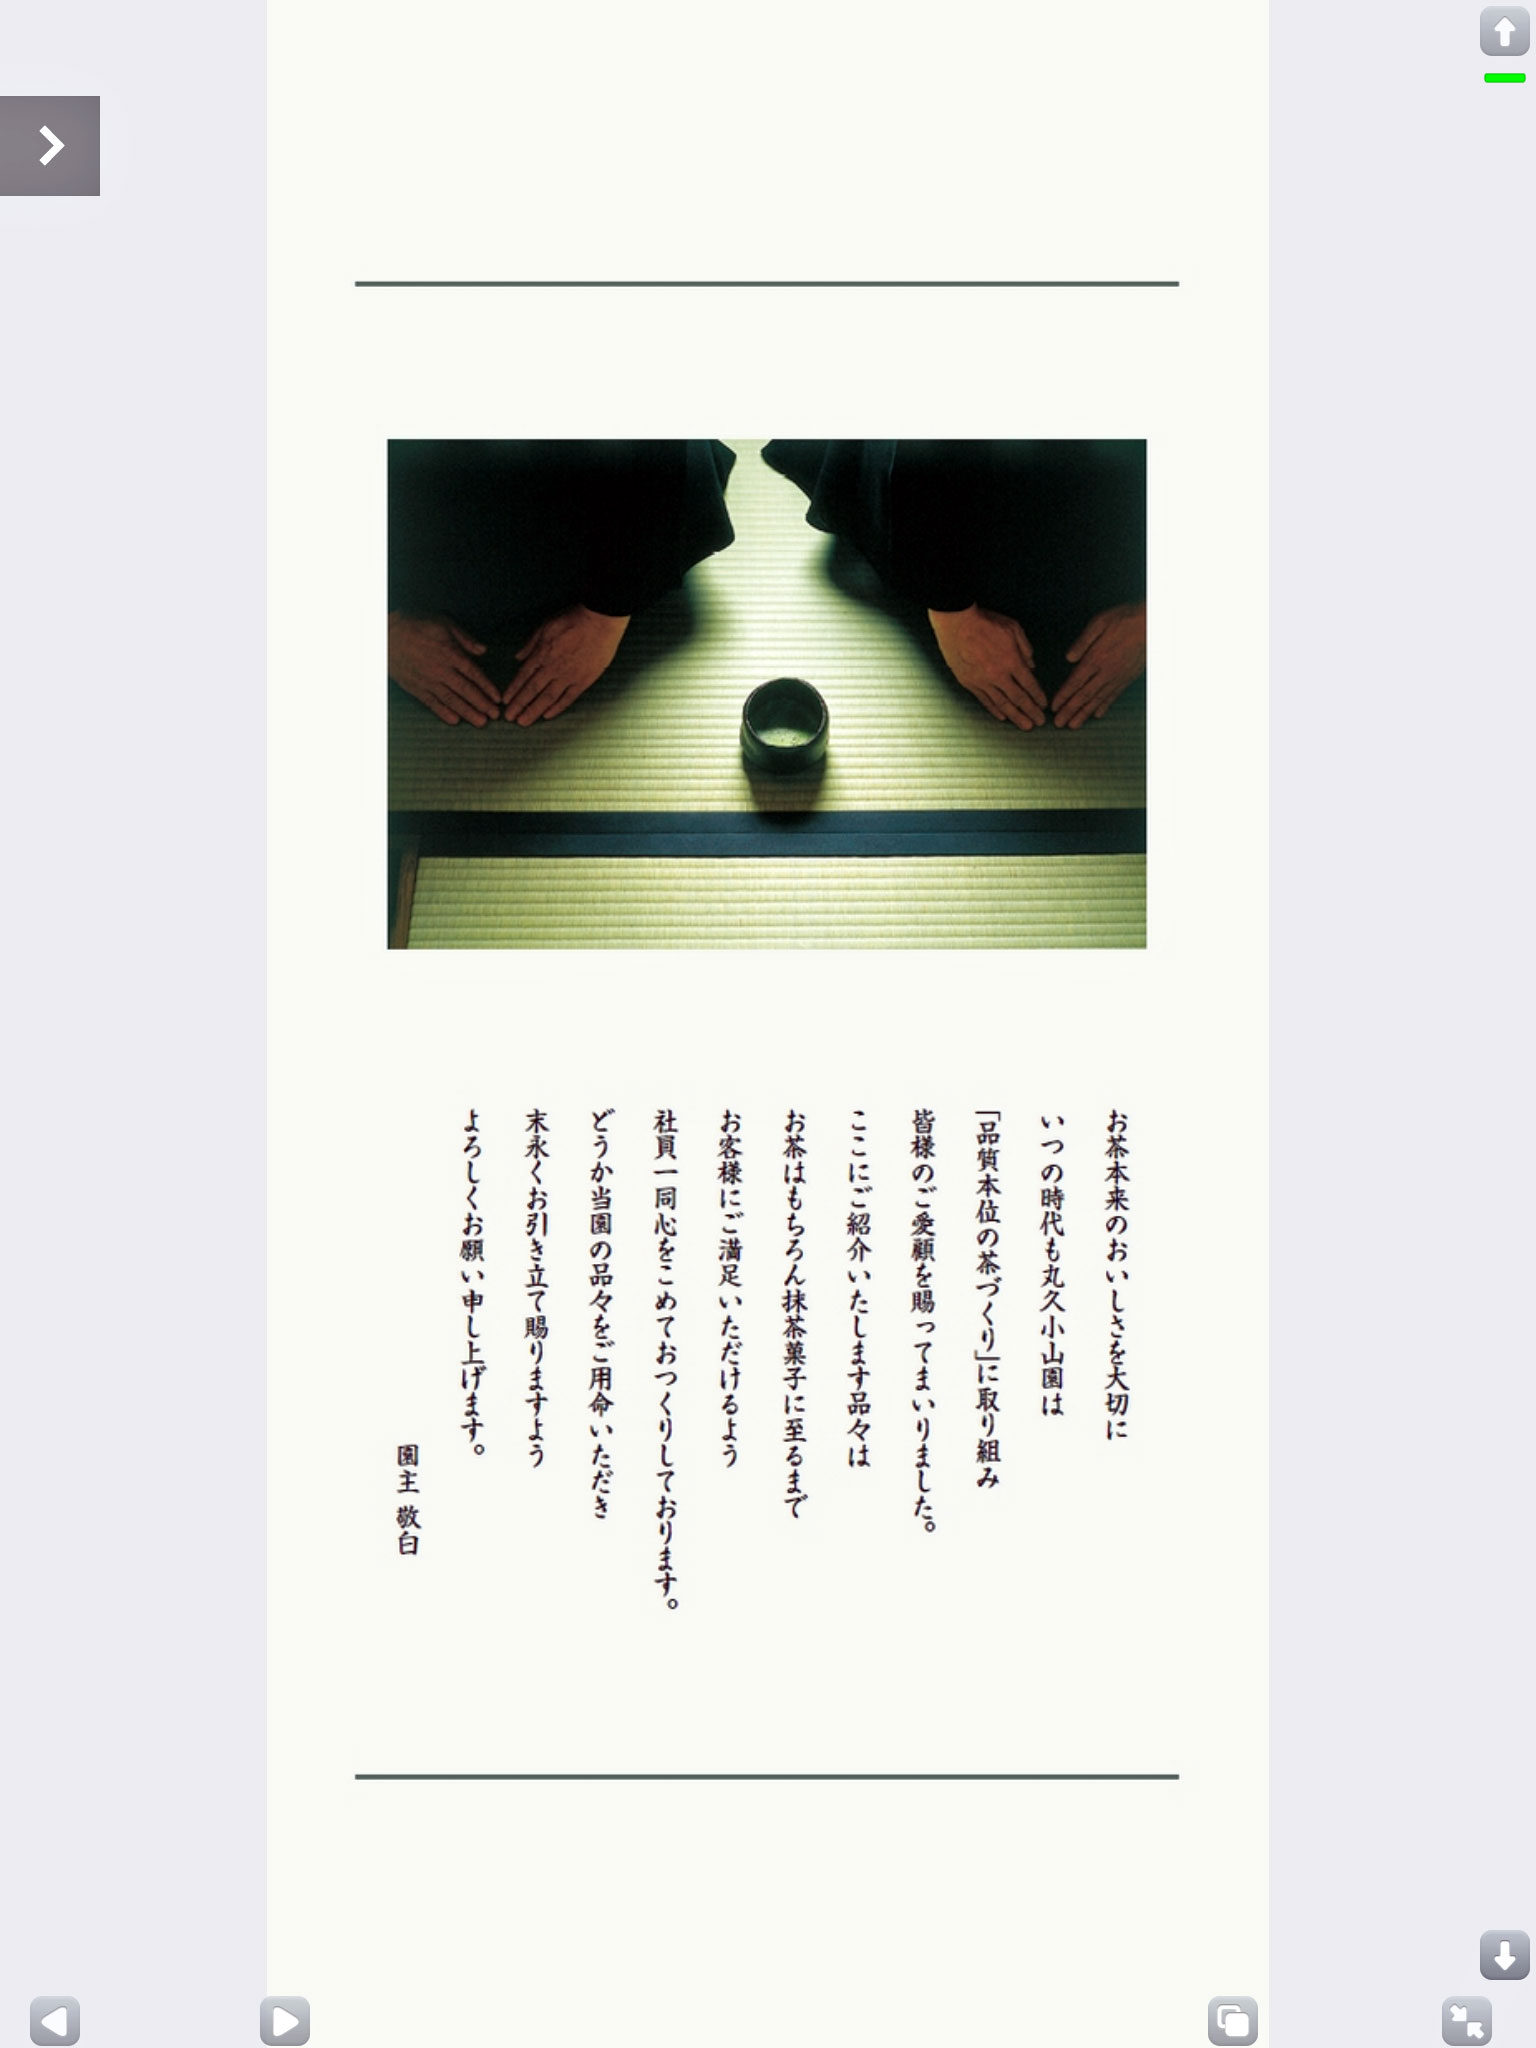 お茶本来のおいしさを大切に
いつの時代も丸久小山園は
「品質本位の茶づくり」に取り組み
皆様のご愛顧を賜ってまいりました。
ここにご紹介いたします品々は
お茶はもちろん抹茶菓子に至るまで
お客様にご満足いただけるよう
社員一同心をこめておつくりしております。
どうか当園の品々をご用命いただき
末永くお引き立て賜りますよう
よろしくお願い申し上げます。
園主 敬白